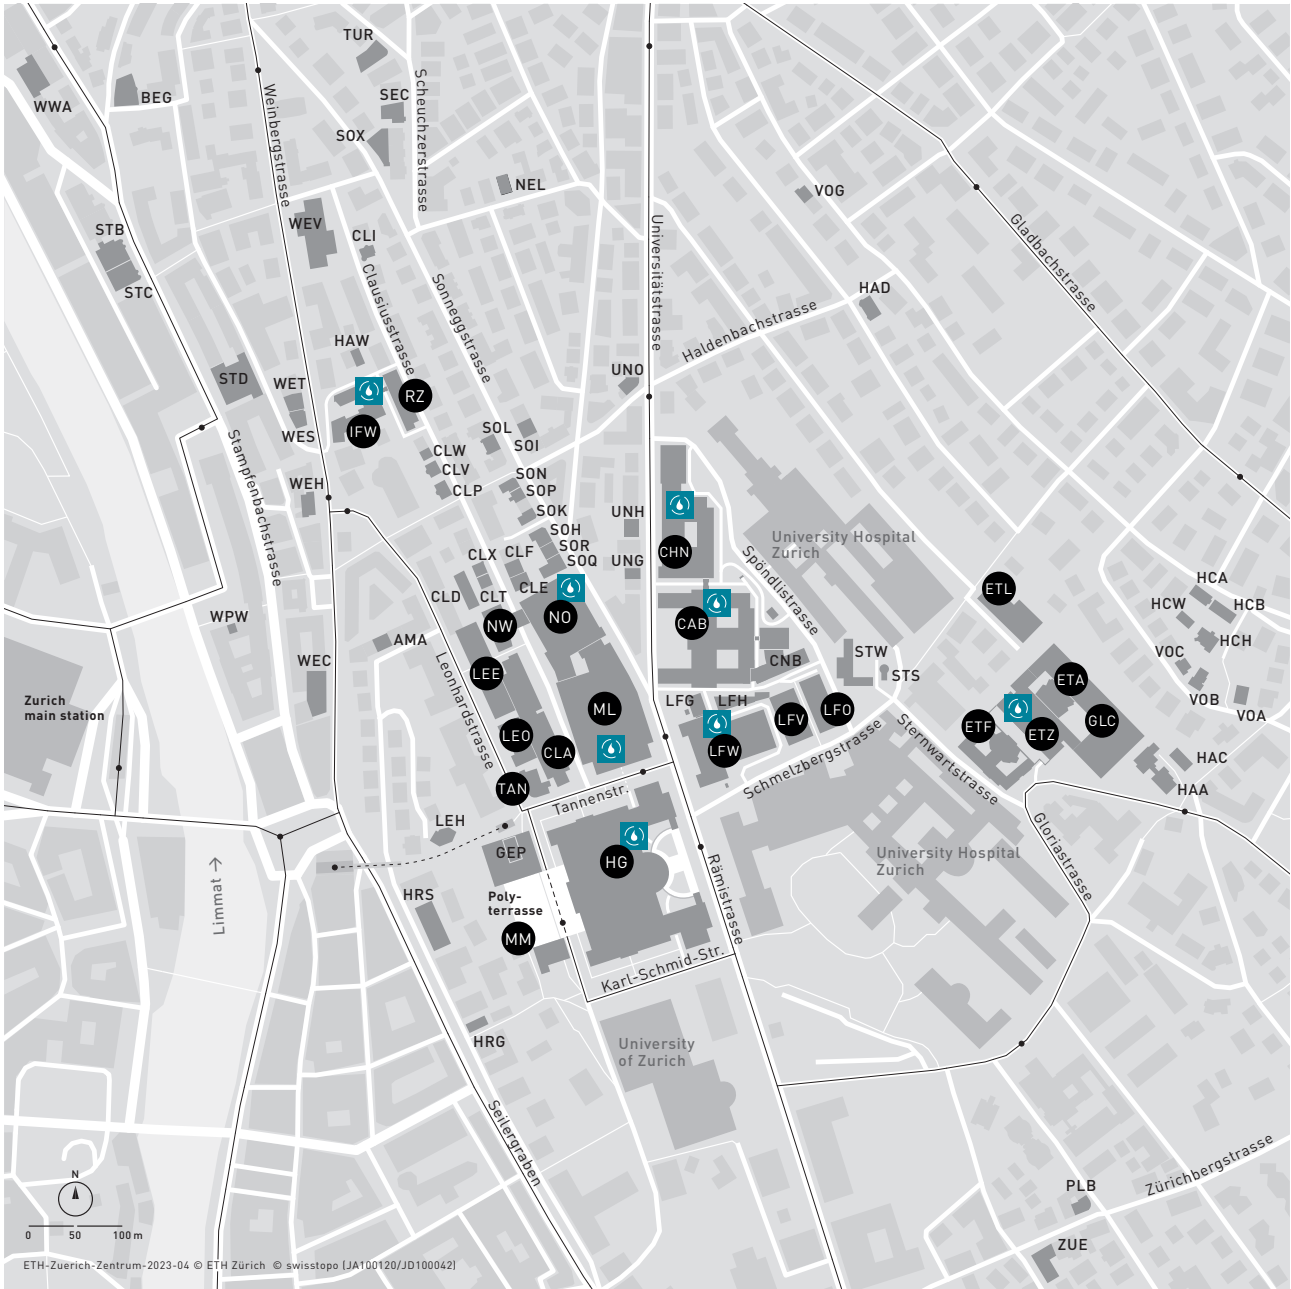 TUR
WWA
BEG
SEC
SOX
Scheuchzerstrasse
Weinbergstrasse
NEL
VOG
STB
WEV
CLI
STC
Universitätstrasse
Gladbachstrasse
Clausiusstrasse
Sonneggstrasse
HAD
Haldenbachstrasse
HAW
STD
WET
RZ
UNO
WES
IFW
SOL
SOI
Stampfenbachstrasse
CLW
CLV
CLP
SON
SOP
WEH
SOK
UNH
SOH
SOR
SOQ
UNG
CHN
University Hospital
Zurich
Spöndlistrasse
CLX
CLF
CLE
CLD
CLT
NW
NO
CAB
ETL
HCA
HCW
HCB
HCH
WPW
AMA
WEC
Leonhardstrasse
LEE
CNB
STW
STS
VOC
VOB
VOA
Zurich
main station
ML
LFG
LFH
LFV
LFO
LFW
ETA
ETF
ETZ
GLC
LEO
CLA
TAN
Tannenstr.
Schmelzbergstrasse
Sternwartstrasse
HAC
HAA
LEH
GEP
HG
Limmat
HRS
Poly-
terrasse
MM
Rämistrasse
University Hospital
Zurich
Gloriastrasse
Karl-Schmid-Str.
HRG
University
of Zurich
Seilergraben
Zürichbergstrasse
PLB
ZUE
N
0 50 100 m
ETH-Zuerich-Zentrum-2023-04 © ETH Zürich © swisstopo (JA100120/JD100042)